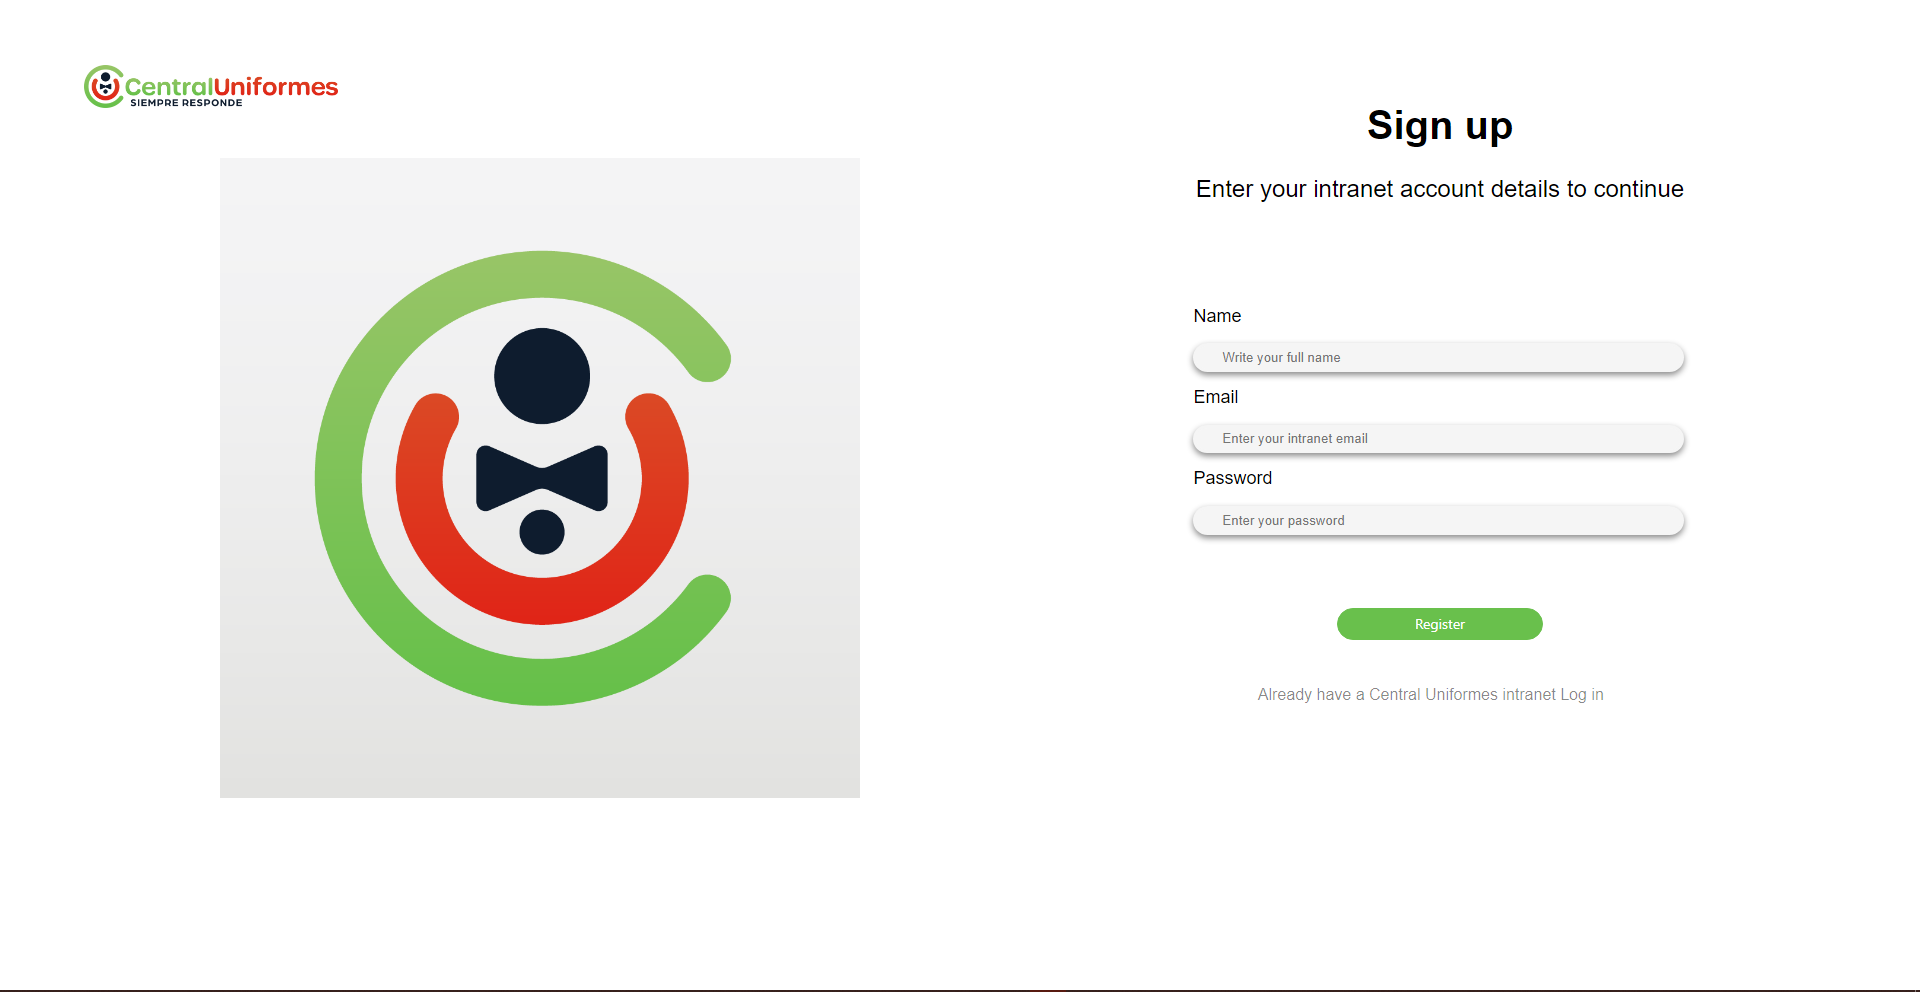 CentralUniformes
SIEMPRE RESPONDE
Sign up
Enter your intranet account details to continue
Name
Write your full name
Email
Enter your intranet email
Password
Enter your password
Register
Already have a Central Uniformes intranet Log in